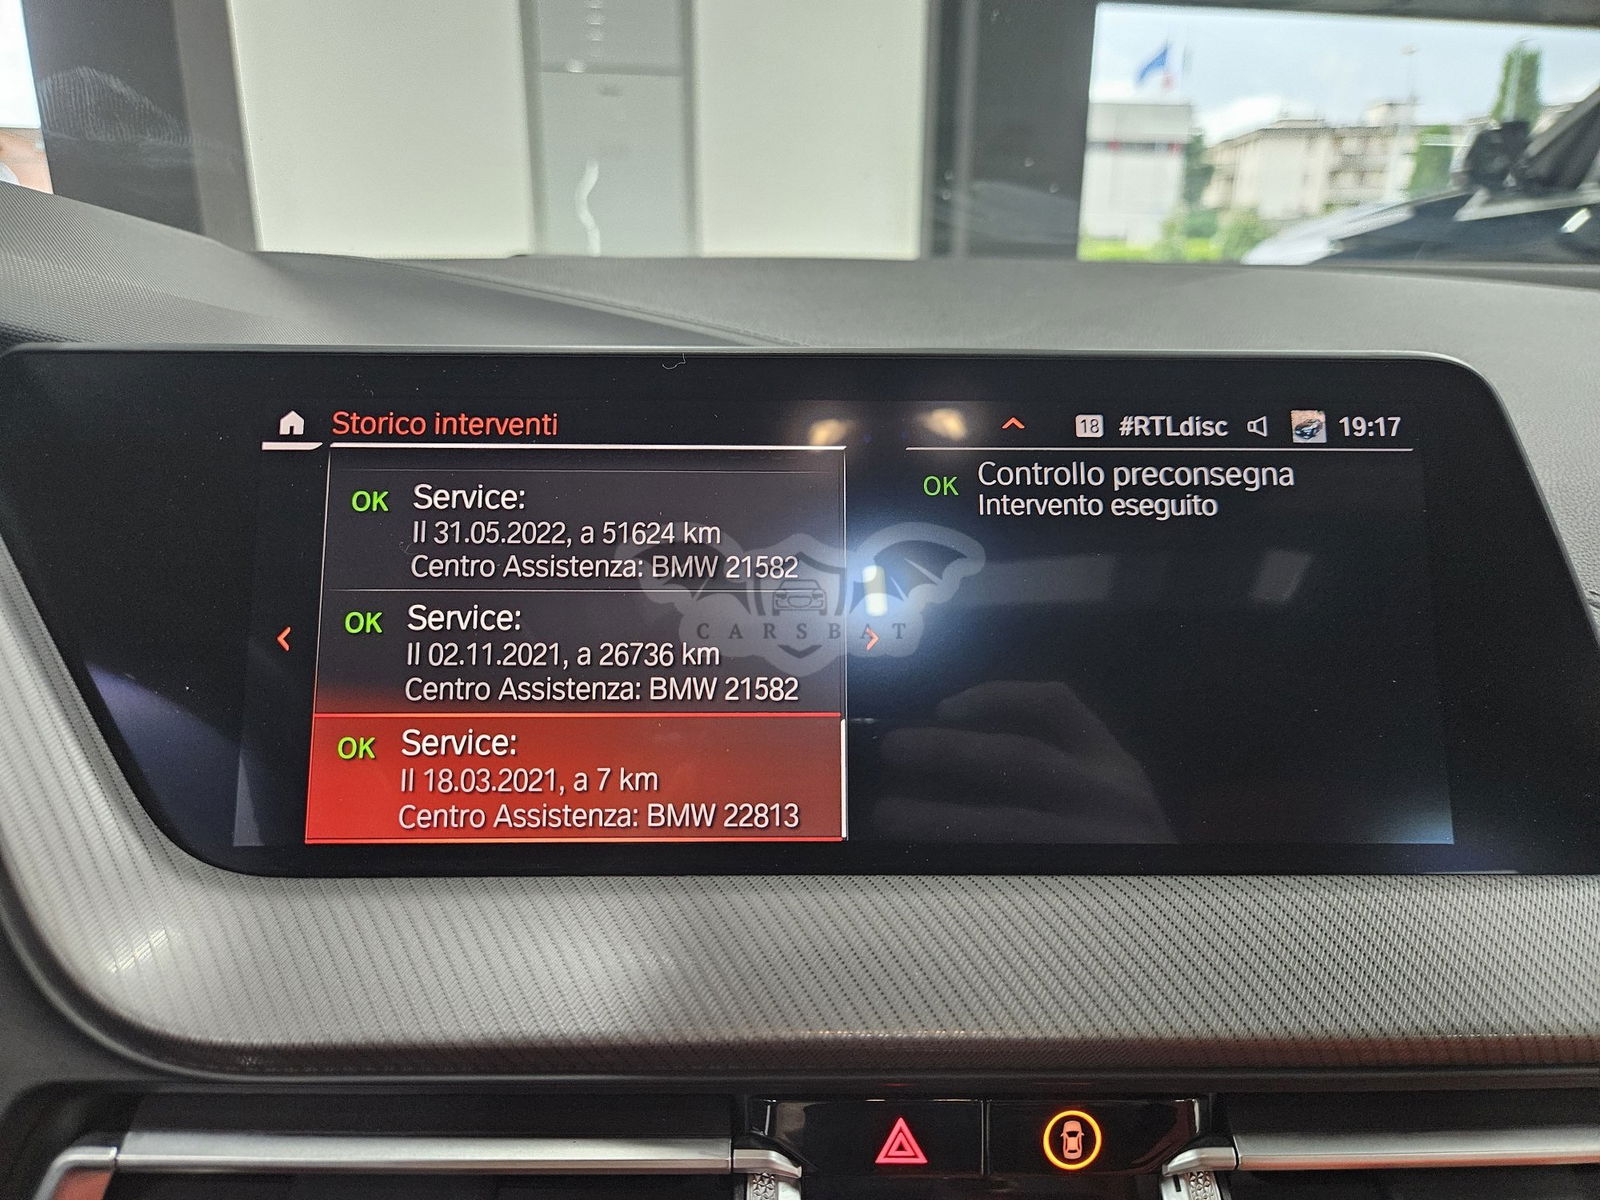 Storico interventi
18 #RTLdisc 19:17
OK Service:
Il 31.05.2022, a 51624 km
Centro Assistenza: BMW 21582
OK Service:
Il 02.11.2021, a 26736 km
Centro Assistenza: BMW 21582
OK Service:
Il 18.03.2021, a 7 km
Centro Assistenza: BMW 22813
OK Controllo preconsegna
Intervento eseguito
CARSBAT